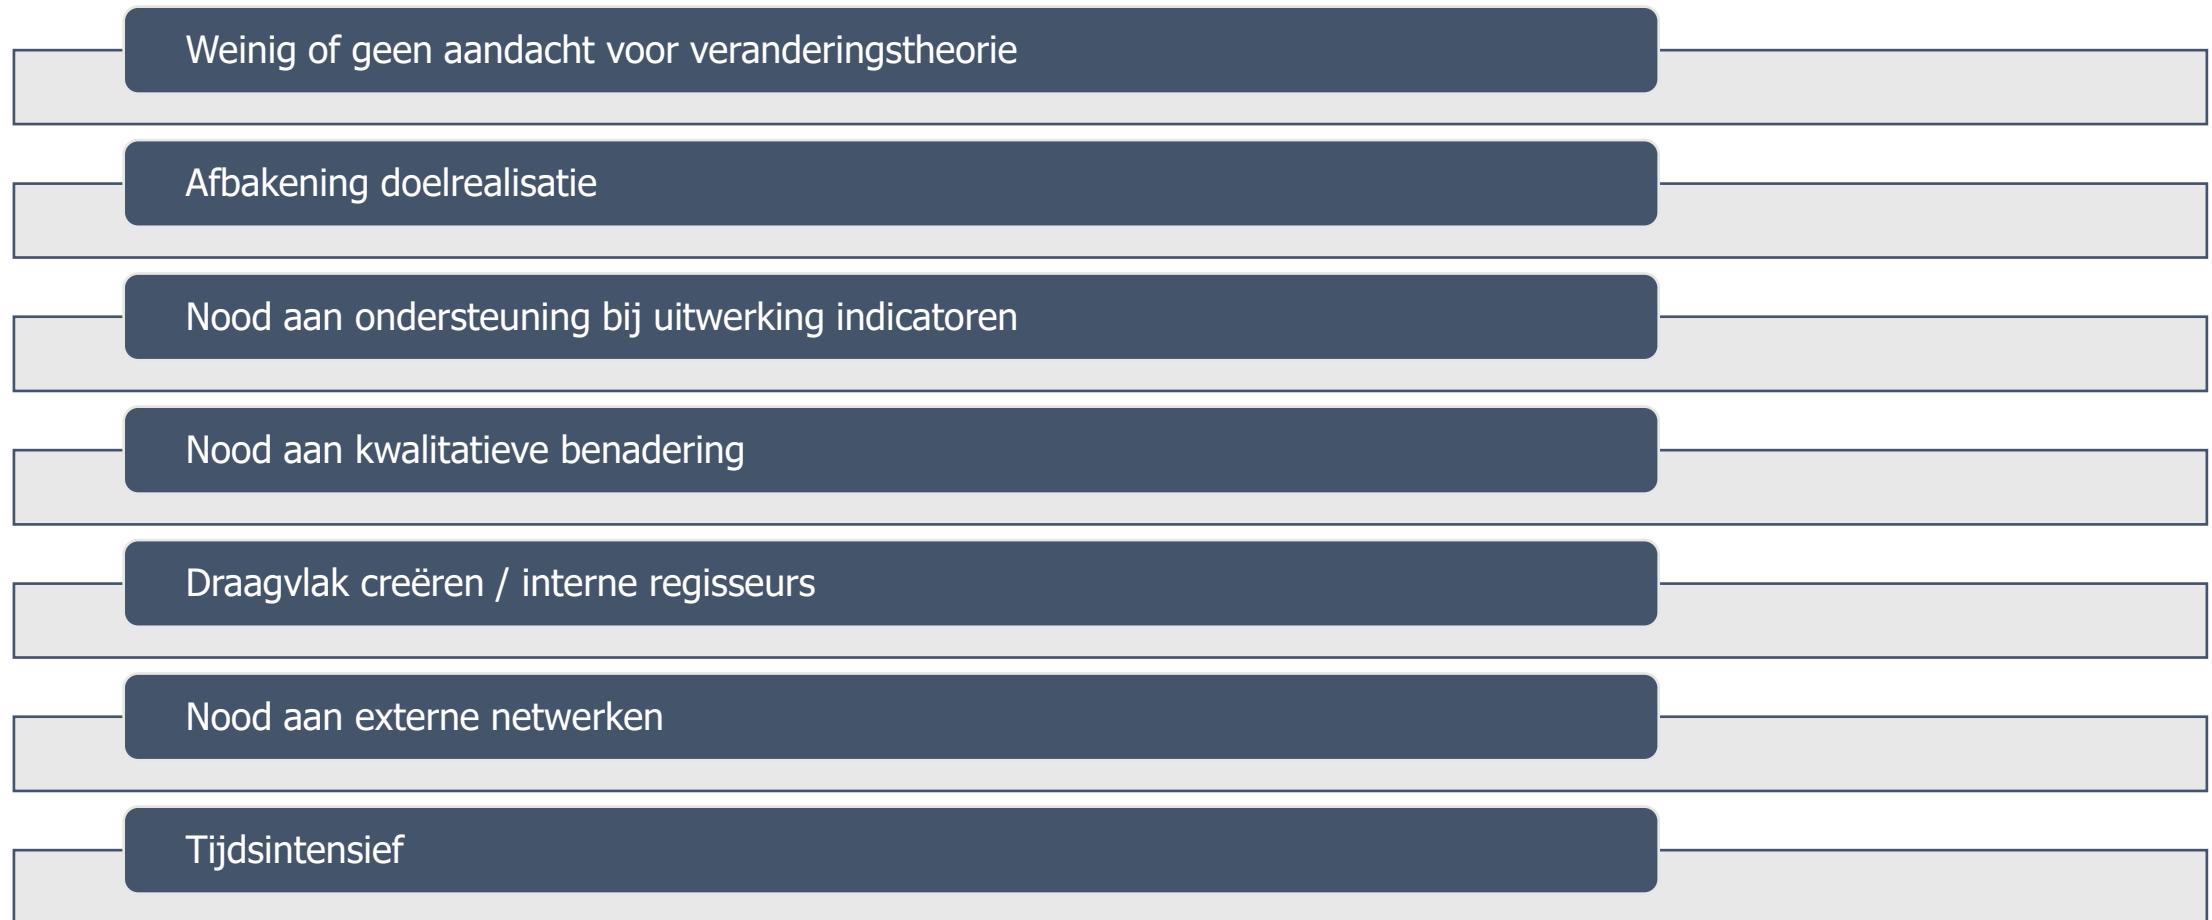 Weinig of geen aandacht voor veranderingstheorie
Afbakening doelrealisatie
Nood aan ondersteuning bij uitwerking indicatoren
Nood aan kwalitatieve benadering
Draagvlak creëren / interne regisseurs
Nood aan externe netwerken
Tijdsintensief